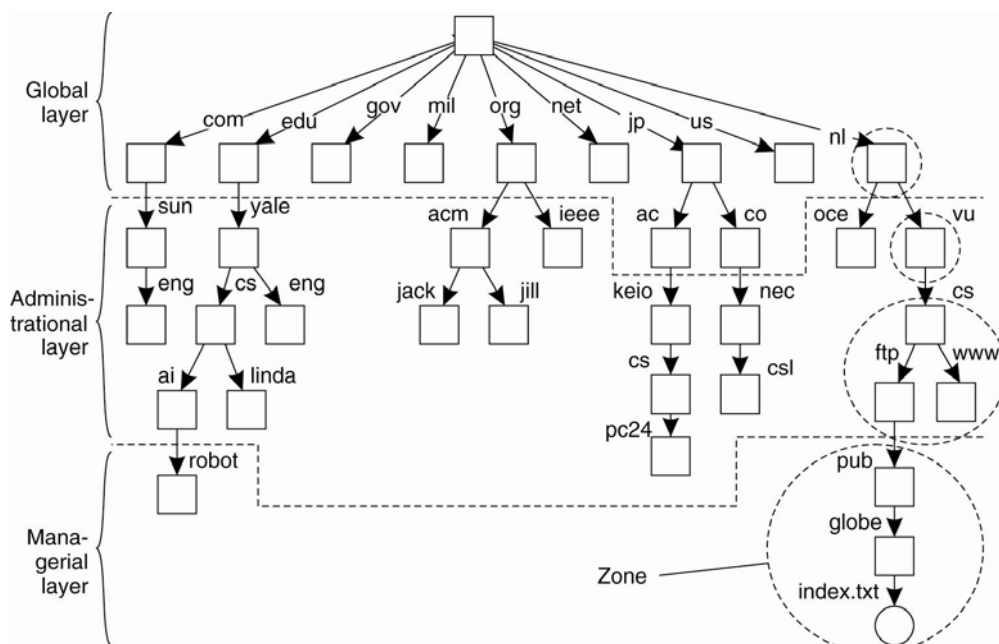 Global
layer
com
edu
gov
mil
org
net
jp
us
nl
sun
yale
acm
ieee
ac
co
oce
vu
Adminis-
trational
layer
eng
cs
eng
jack
jill
keio
nec
cs
ai
linda
cs
csl
ftp
www
pc24
robot
pub
Mana-
gerial
layer
globe
Zone
index.txt